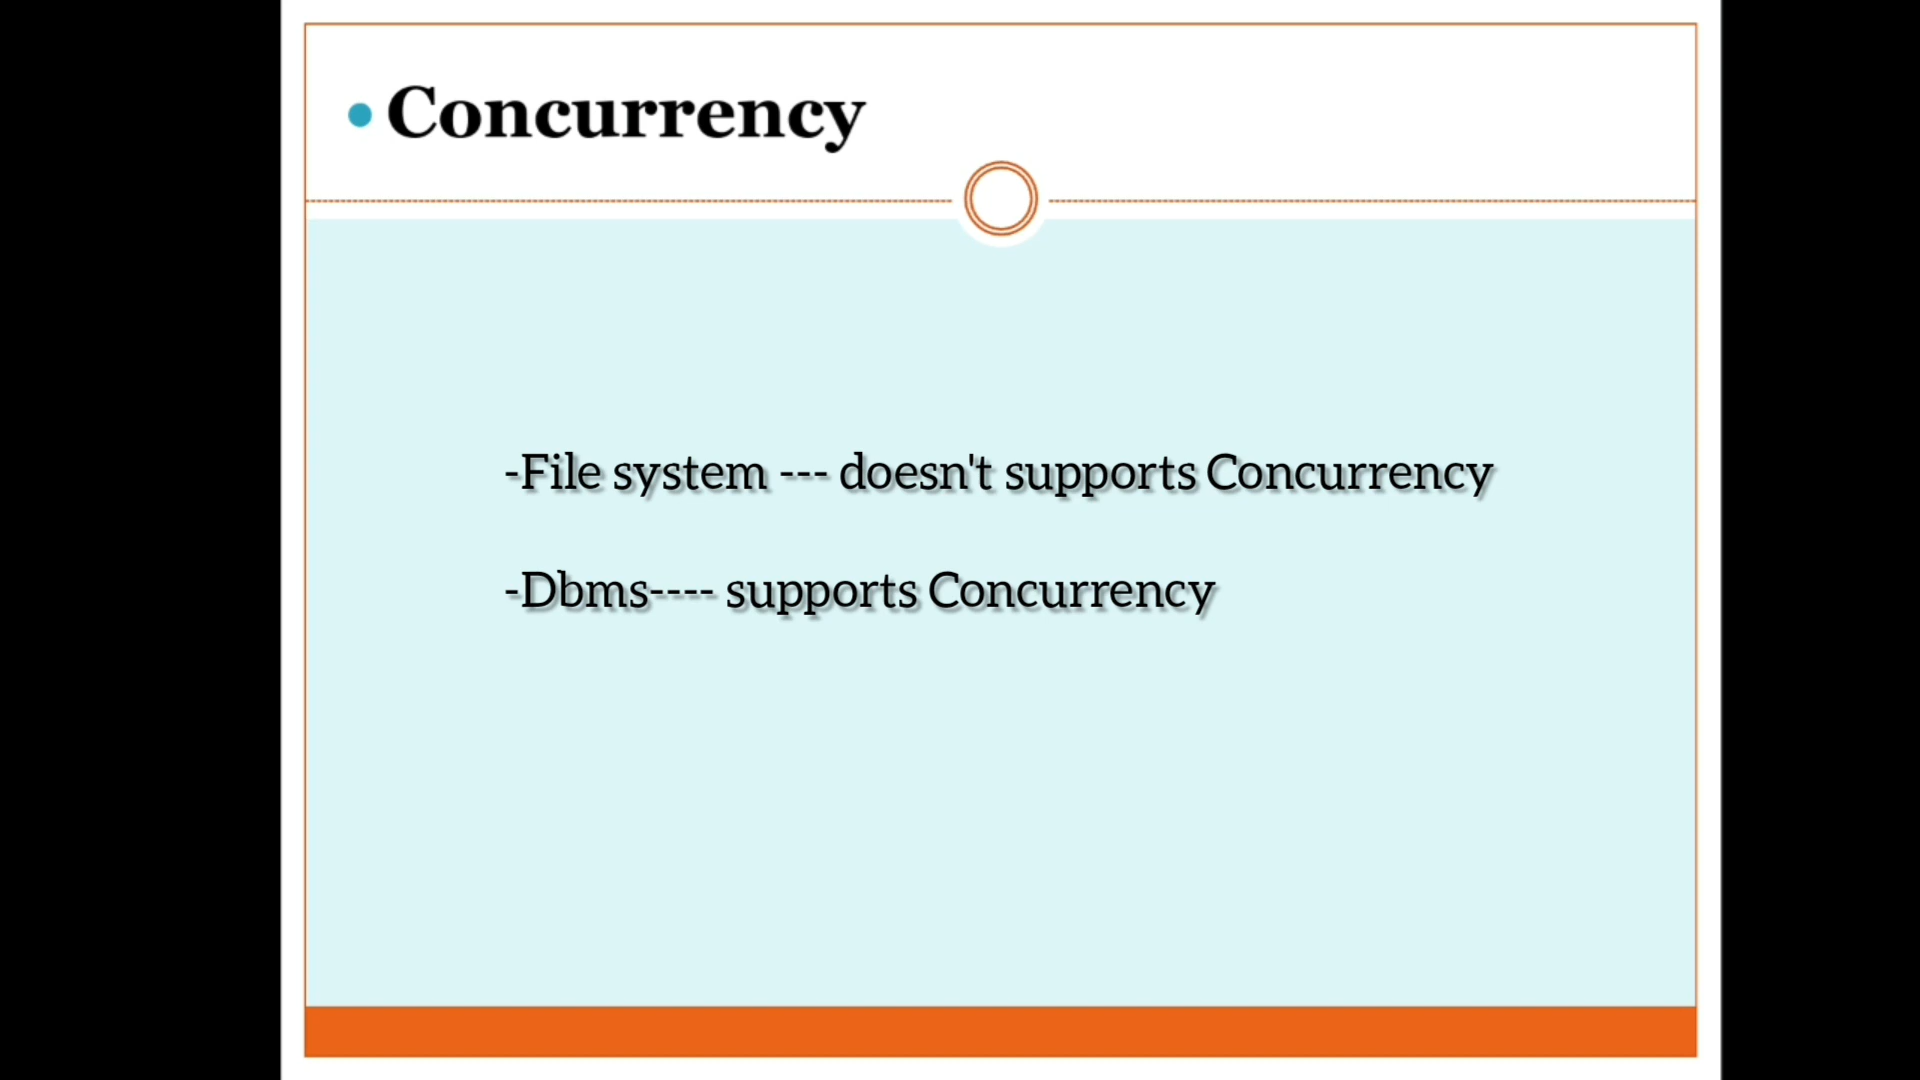 • Concurrency
-File system --- doesn't supports Concurrency
-Dbms---- supports Concurrency